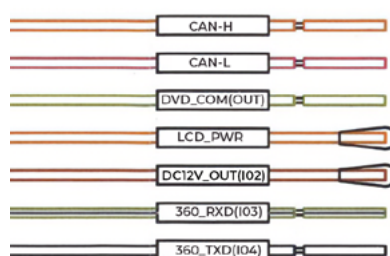 CAN-H
CAN-L
DVD_COM(OUT)
LCD_PWR
DC12V_OUT(I02)
360_RXD(I03)
360_TXD(I04)